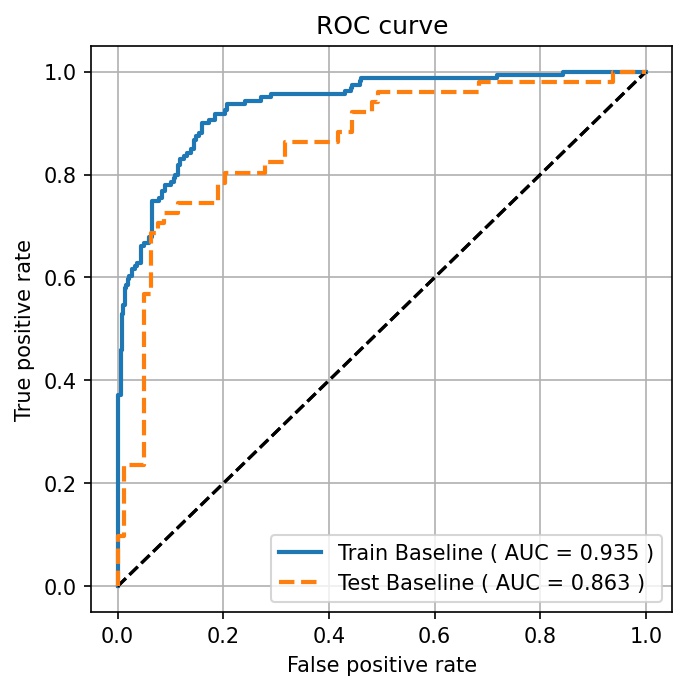 ROC curve
True positive rate
1.0
0.8
0.6
0.4
0.2
0.0
Train Baseline ( AUC = 0.935 )
Test Baseline ( AUC = 0.863 )
0.0 0.2 0.4 0.6 0.8 1.0
False positive rate